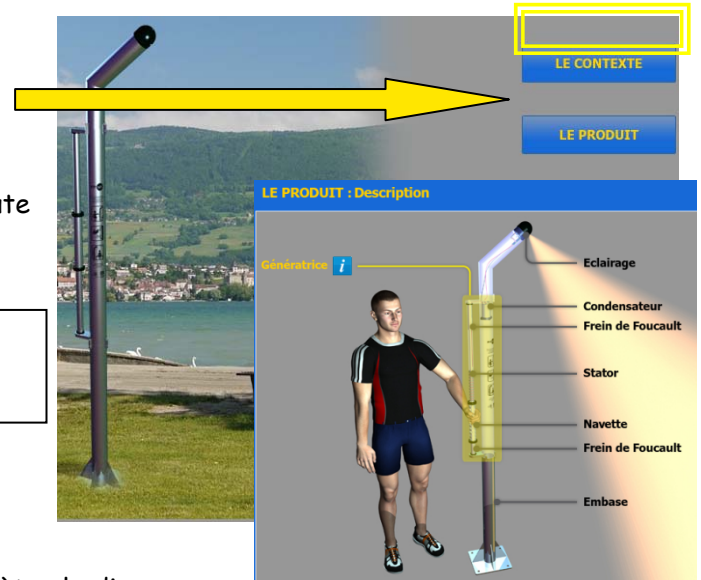 LE CONTEXTE
LE PRODUIT
LE PRODUIT : Description
Génératrice i
Eclairage
Condensateur
Frein de Foucault
Stator
Navette
Frein de Foucault
Embase